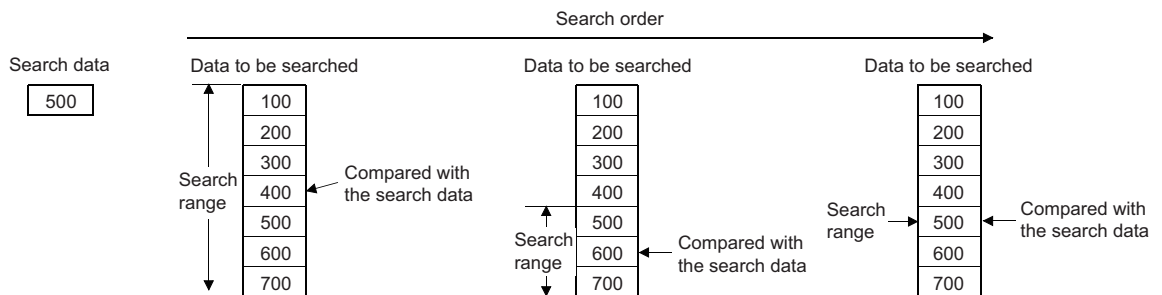 Search order
Search data
500
Data to be searched
100
200
300
400
500
600
700
Search
range
Compared with
the search data
Data to be searched
100
200
300
400
500
600
700
Search
range
Compared with
the search data
Data to be searched
100
200
300
400
500
600
700
Search
range
Compared with
the search data